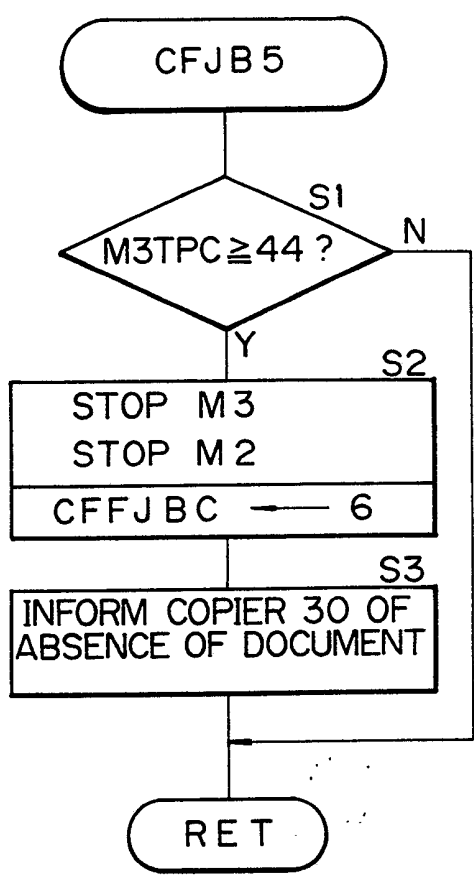 CFJB5
S1
M3TPC≧44?
N
Y
S2
STOP M3
STOP M2
CFFJBC ← 6
S3
INFORM COPIER 30 OF
ABSENCE OF DOCUMENT
RET